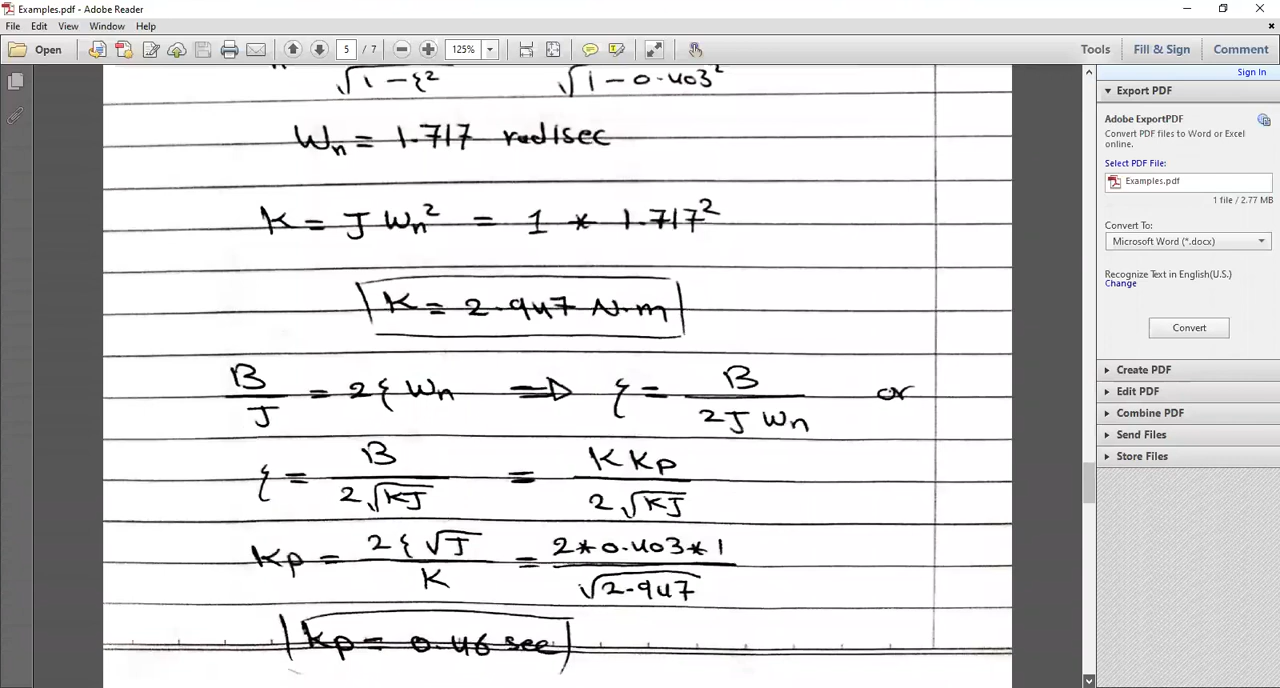 Examples.pdf - Adobe Reader
File Edit View Window Help
Open 5 / 7 125% Tools Fill & Sign Comment
Sign In
√1 - ξ² √1 - 0.403²
Wn = 1.717 rad/sec
K = J Wn² = 1 * 1.717²
K = 2.947 N.m
B/J = 2ξ Wn ⇒ ξ = B / 2J Wn or
ξ = B / 2√KJ = K Kp / 2√KJ
Kp = 2ξ√J / K = 2*0.403*1 / √2.947
Kp = 0.46 sec
Export PDF
Adobe ExportPDF
Convert PDF files to Word or Excel
online.
Select PDF File:
Examples.pdf
1 file / 2.77 MB
Convert To:
Microsoft Word (*.docx)
Recognize Text in English(U.S.)
Change
Convert
Create PDF
Edit PDF
Combine PDF
Send Files
Store Files